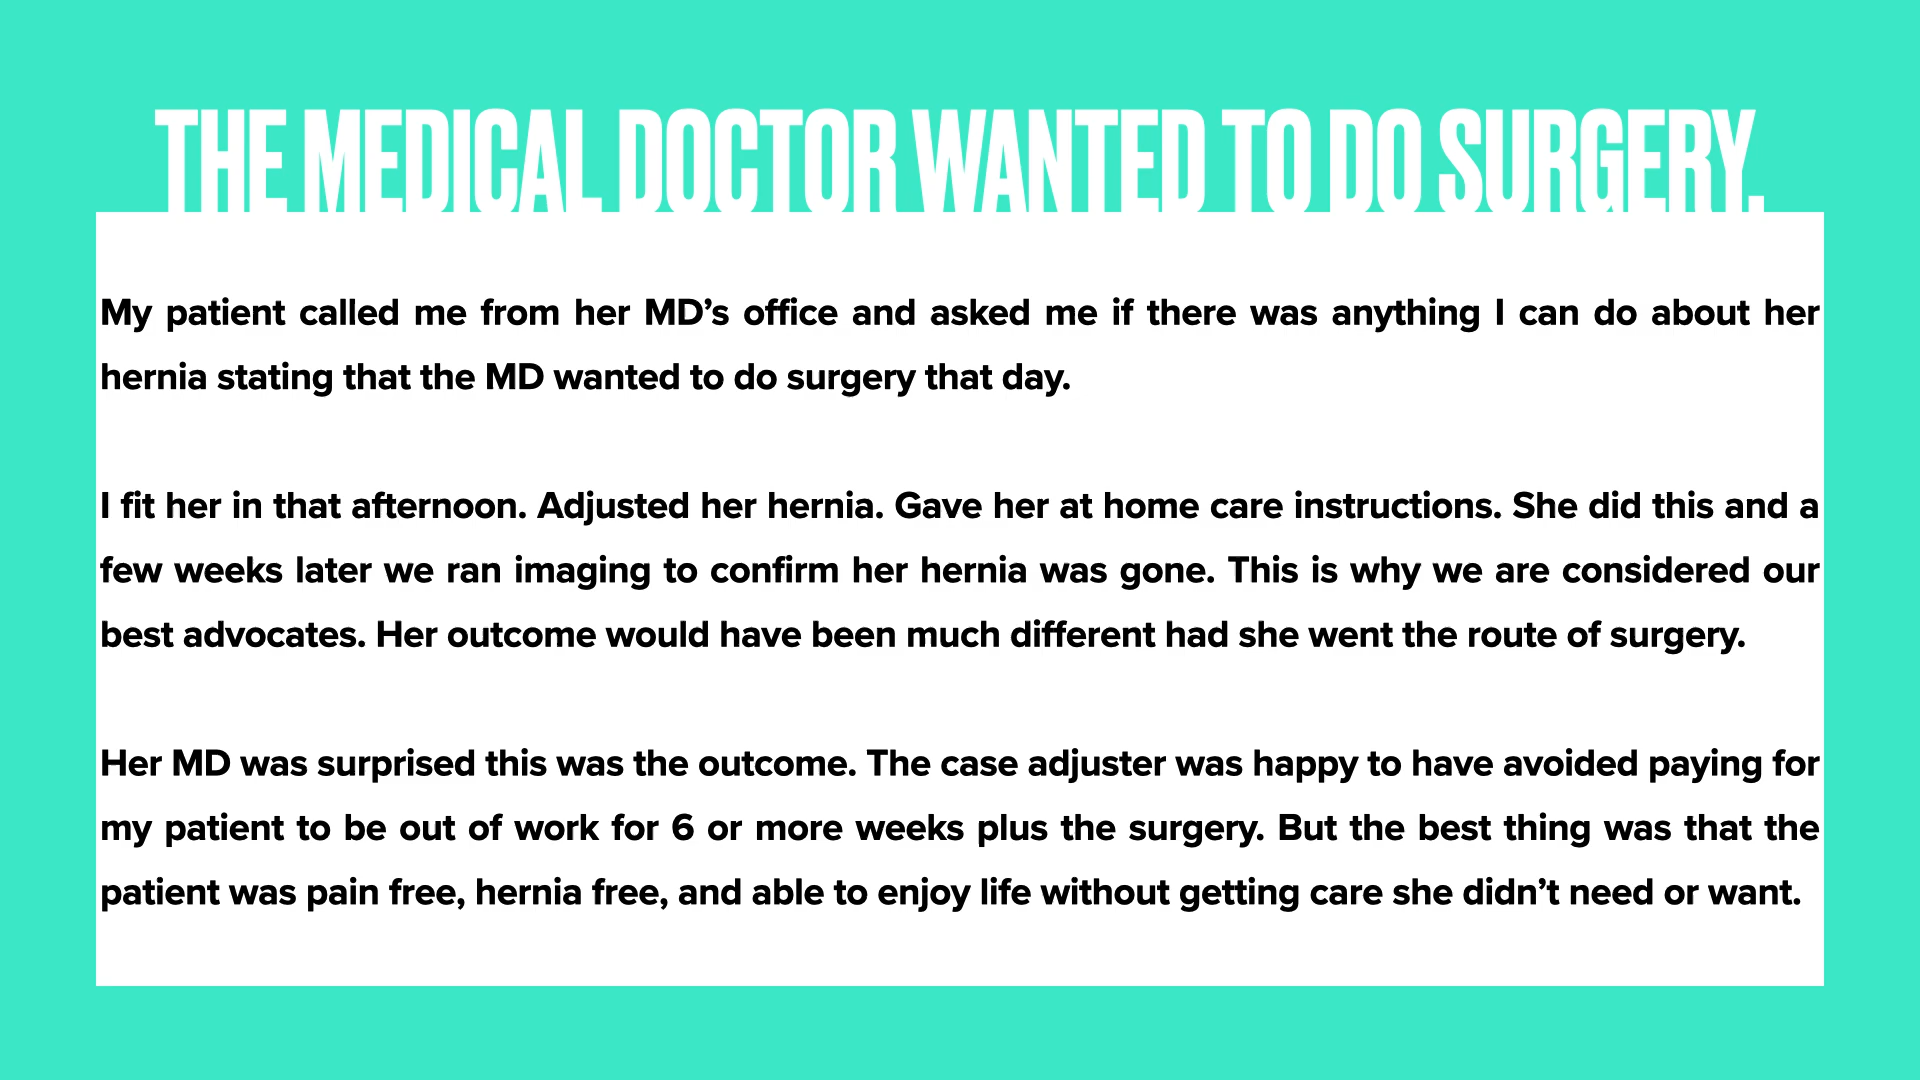 THE MEDICAL DOCTOR WANTED TO DO SURGERY.
My patient called me from her MD’s office and asked me if there was anything I can do about her
hernia stating that the MD wanted to do surgery that day.
I fit her in that afternoon. Adjusted her hernia. Gave her at home care instructions. She did this and a
few weeks later we ran imaging to confirm her hernia was gone. This is why we are considered our
best advocates. Her outcome would have been much different had she went the route of surgery.
Her MD was surprised this was the outcome. The case adjuster was happy to have avoided paying for
my patient to be out of work for 6 or more weeks plus the surgery. But the best thing was that the
patient was pain free, hernia free, and able to enjoy life without getting care she didn’t need or want.